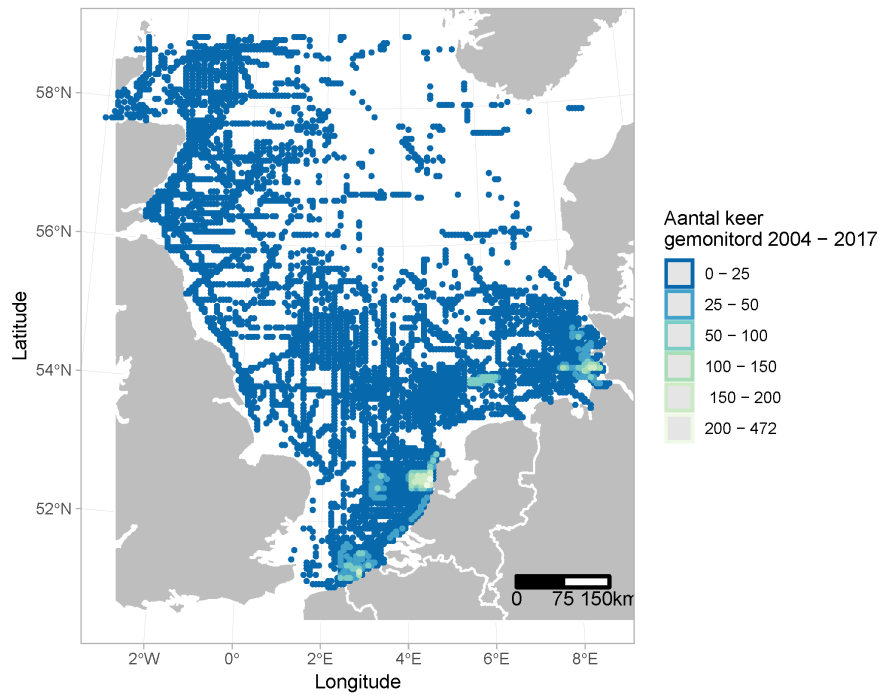 58°N
56°N
54°N
52°N
Latitude
2°W 0° 2°E 4°E 6°E 8°E
Longitude
0 75 150km
Aantal keer
gemonitord 2004 − 2017
0 − 25
25 − 50
50 − 100
100 − 150
150 − 200
200 − 472